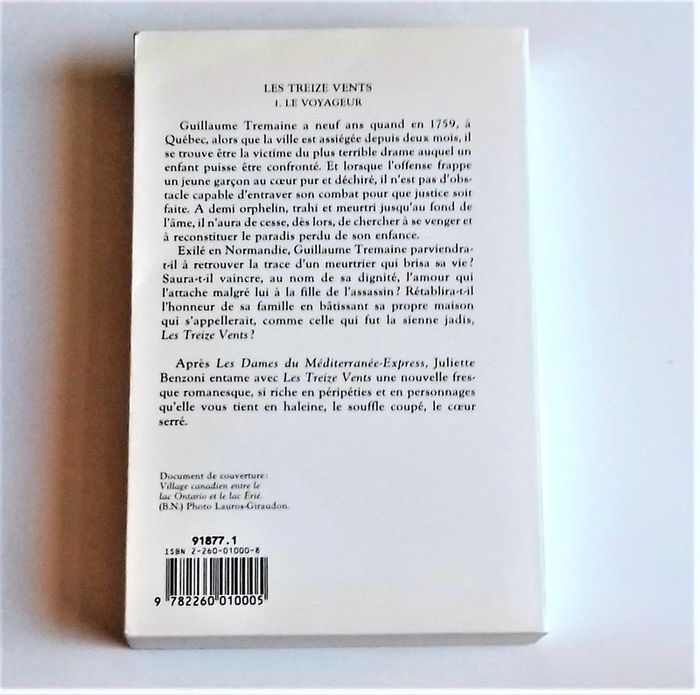 LES TREIZE VENTS
1. LE VOYAGEUR
Guillaume Tremaine a neuf ans quand en 1759, à
Québec, alors que la ville est assiégée depuis deux mois, il
se trouve être la victime du plus terrible drame auquel un
enfant puisse être confronté. Et lorsque l'offense frappe
un jeune garçon au cœur pur et déchiré, il n'est pas d'obs-
tacle capable d'entraver son combat pour que justice soit
faite. A demi orphelin, trahi et meurtri jusqu'au fond de
l'âme, il n'aura de cesse, dès lors, de chercher à se venger et
à reconstituer le paradis perdu de son enfance.
Exilé en Normandie, Guillaume Tremaine parviendra-
t-il à retrouver la trace d'un meurtrier qui brisa sa vie ?
Saura-t-il vaincre, au nom de sa dignité, l'amour qui
l'attache malgré lui à la fille de l'assassin ? Rétablira-t-il
l'honneur de sa famille en bâtissant sa propre maison
qui s'appellerait, comme celle qui fut la sienne jadis,
Les Treize Vents ?
Après Les Dames du Méditerranée-Express, Juliette
Benzoni entame avec Les Treize Vents une nouvelle fres-
que romanesque, si riche en péripéties et en personnages
qu'elle vous tient en haleine, le souffle coupé, le cœur
serré.
Document de couverture :
Village canadien entre le
lac Ontario et le lac Érié.
(B.N.) Photo Lauros-Giraudon.
91877.1
ISBN 2-260-01000-8
9 782260 010005